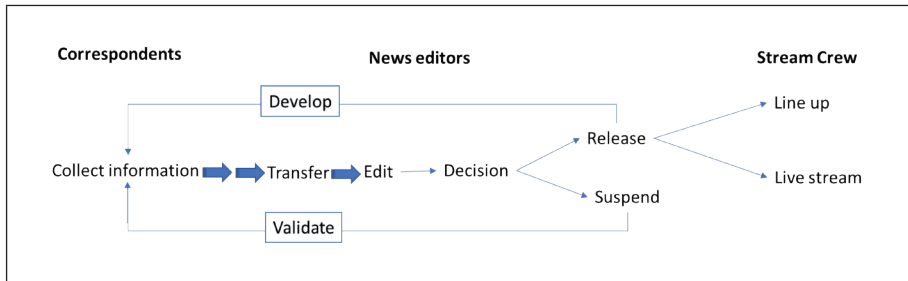 Correspondents
News editors
Stream Crew
Develop
Line up
Release
Collect information
Transfer
Edit
Decision
Live stream
Suspend
Validate